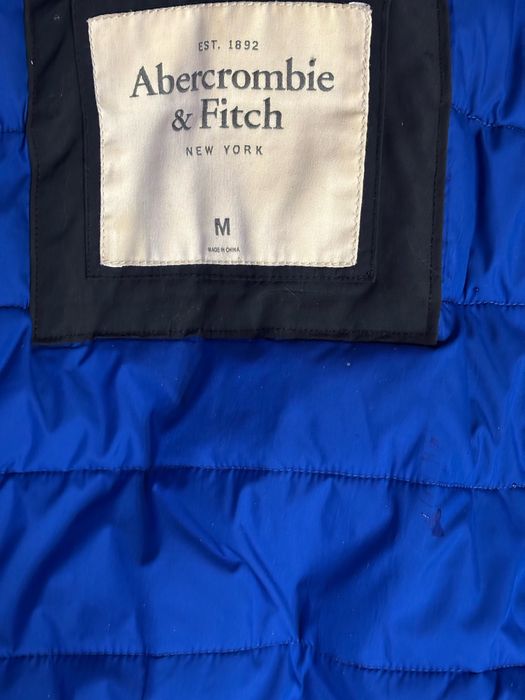 EST. 1892
Abercrombie
& Fitch
NEW YORK
M
MADE IN CHINA